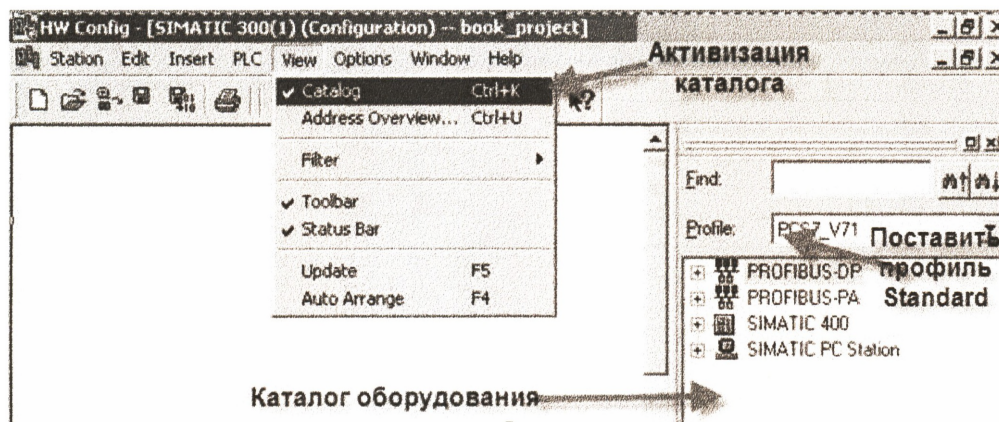 HW Config - [SIMATIC 300(1) (Configuration) -- book_project]
Station Edit Insert PLC View Options Window Help
Активизация
каталога
✓ Catalog Ctrl+K
Address Overview... Ctrl+U
Filter
✓ Toolbar
✓ Status Bar
Update F5
Auto Arrange F4
Find:
Profile: PCS7_V71
Поставить
профиль
Standard
PROFIBUS-DP
PROFIBUS-PA
SIMATIC 400
SIMATIC PC Station
Каталог оборудования